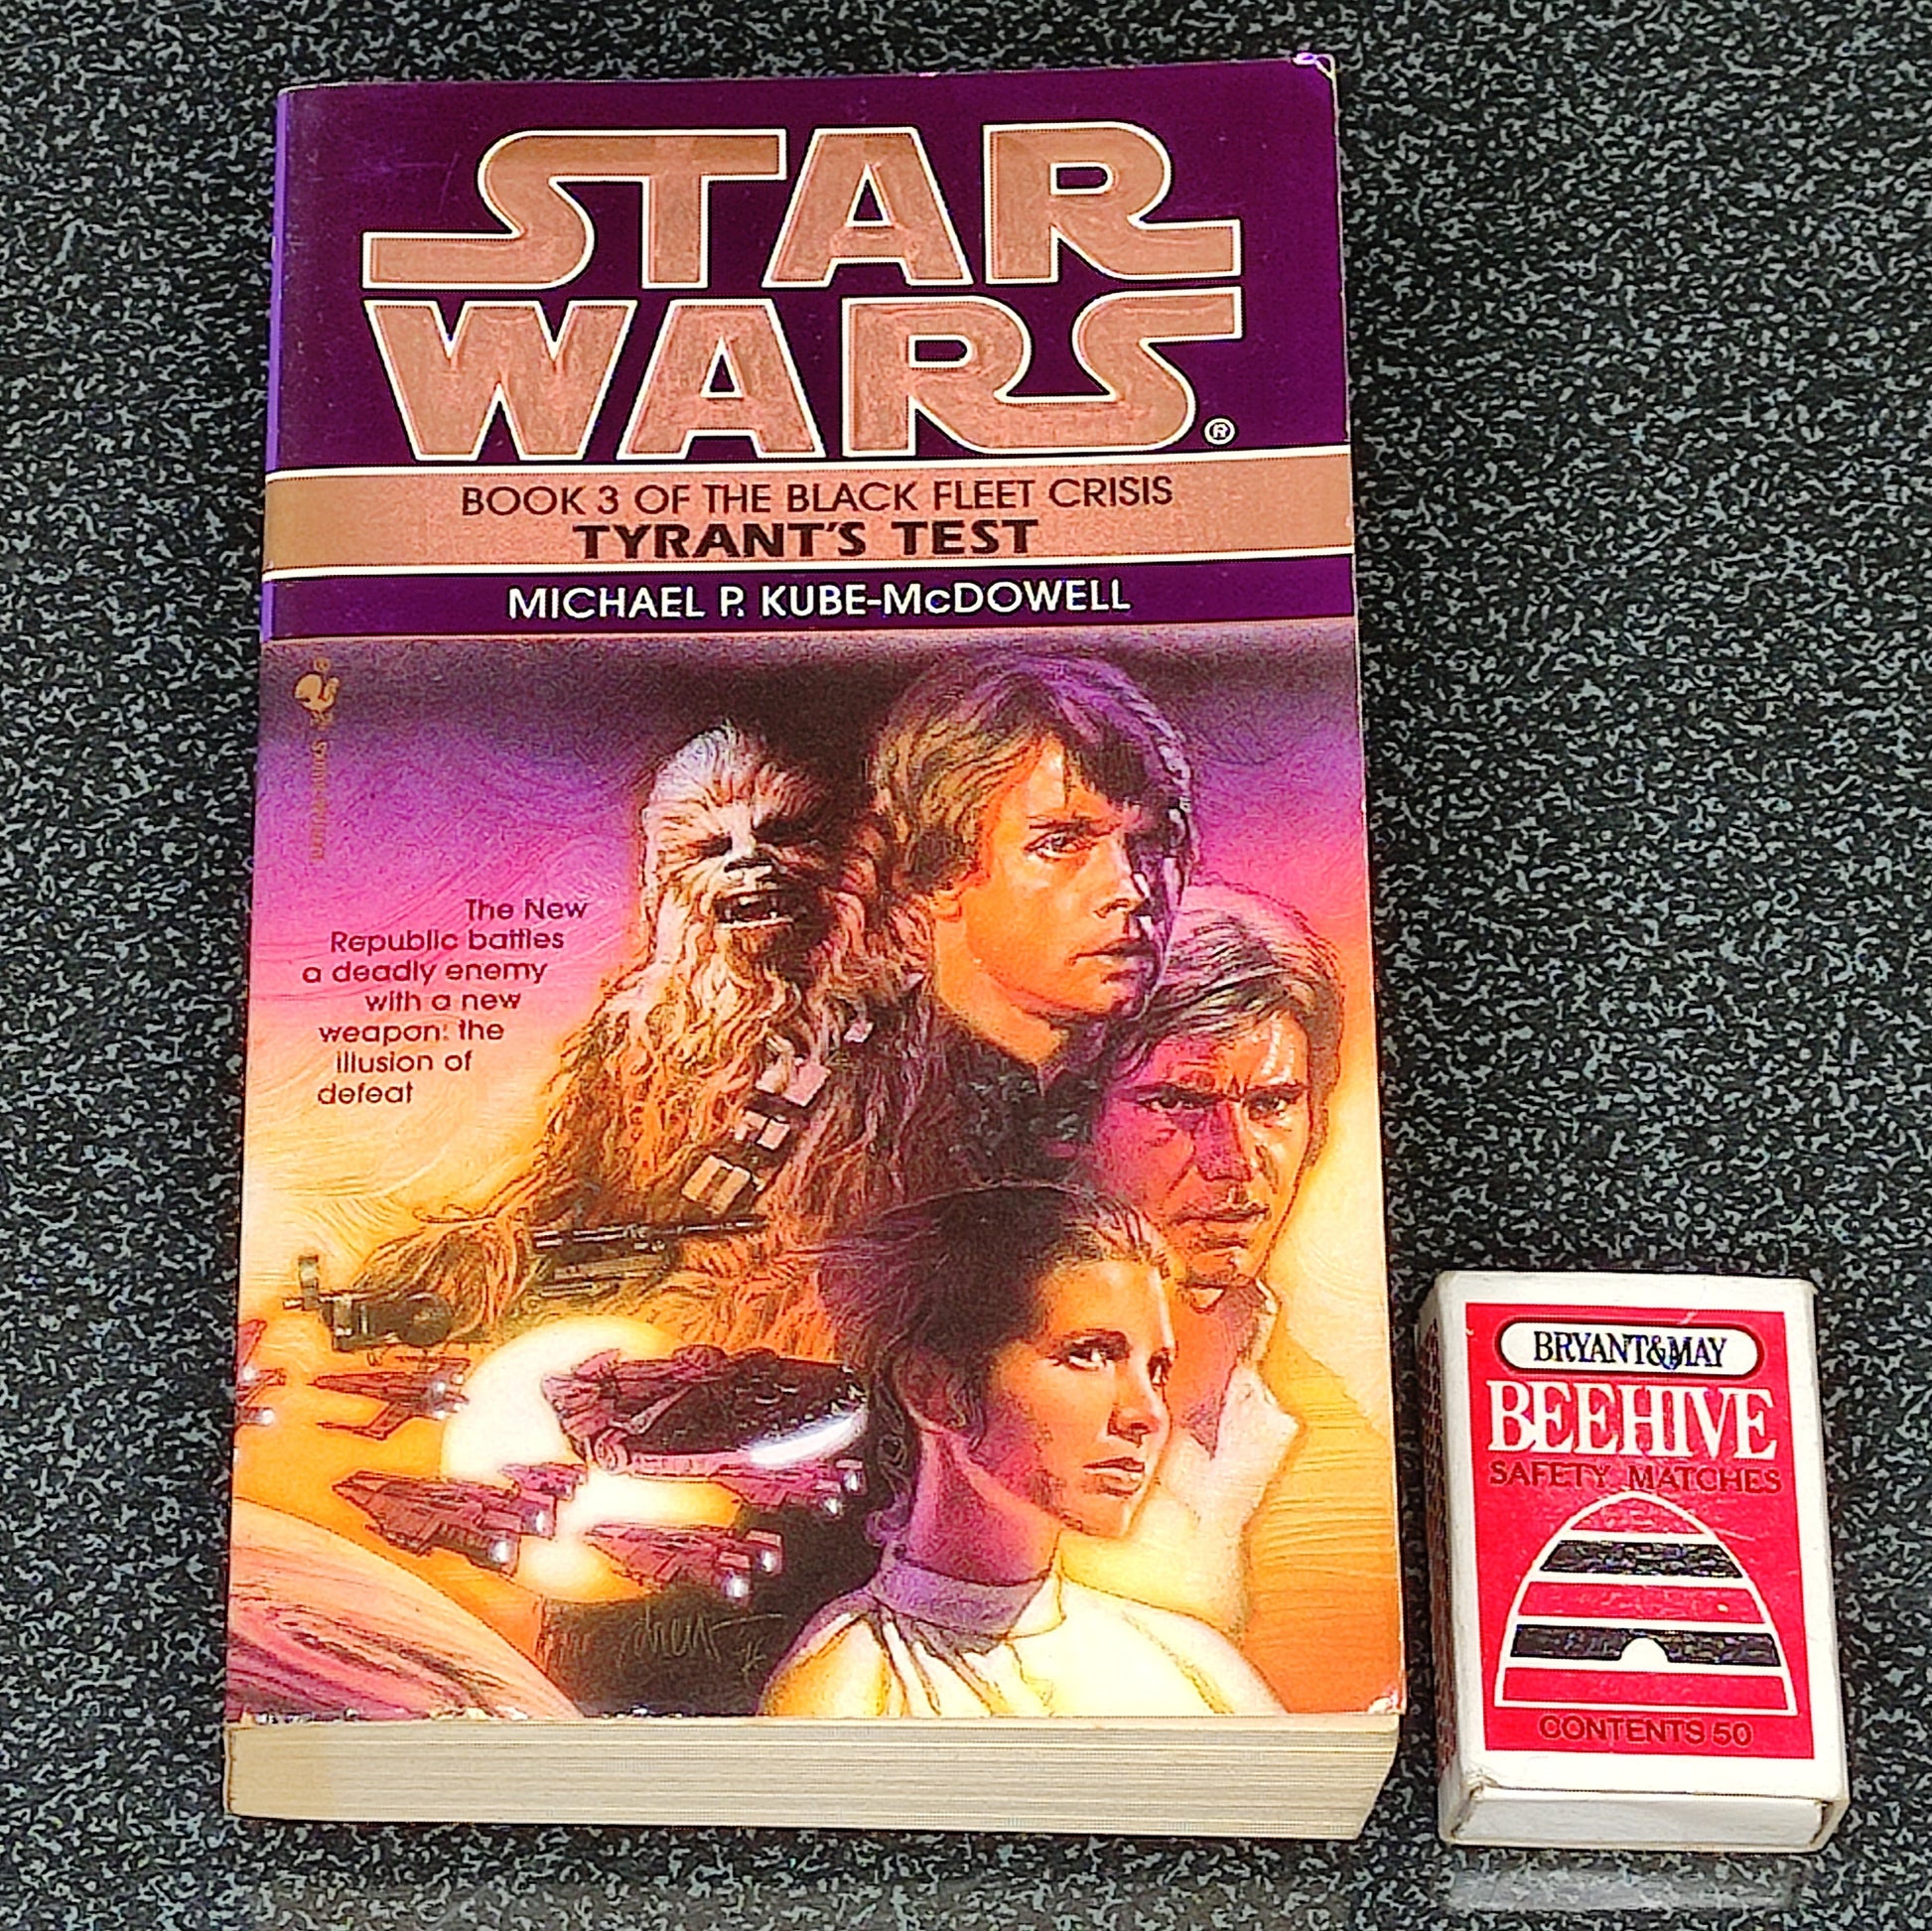 STAR
WARS®
BOOK 3 OF THE BLACK FLEET CRISIS
TYRANT'S TEST
MICHAEL P. KUBE-McDOWELL
The New
Republic battles
a deadly enemy
with a new
weapon: the
illusion of
defeat
BRYANT&MAY
BEEHIVE
SAFETY MATCHES
CONTENTS 50